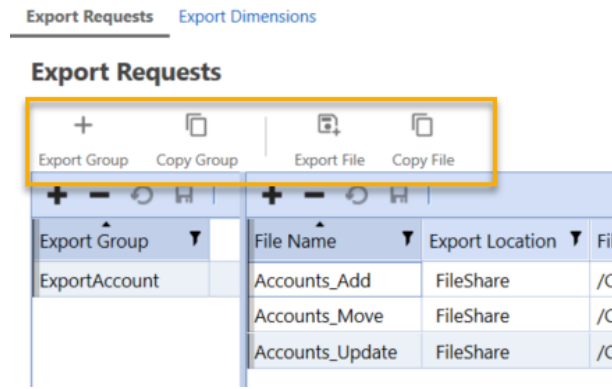 Export Requests Export Dimensions
Export Requests
Export Group Copy Group Export File Copy File
Export Group File Name Export Location
ExportAccount Accounts_Add FileShare
Accounts_Move FileShare
Accounts_Update FileShare